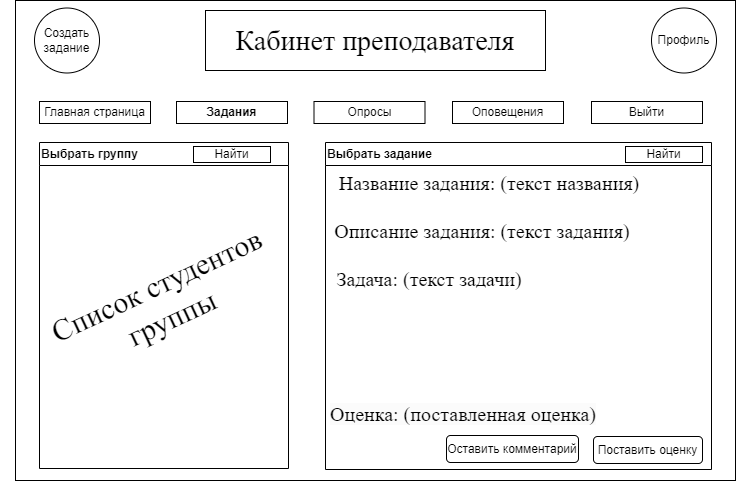 Создать
задание
Кабинет преподавателя
Профиль
Главная страница
Задания
Опросы
Оповещения
Выйти
Выбрать группу
Найти
Список студентов
группы
Выбрать задание
Найти
Название задания: (текст названия)
Описание задания: (текст задания)
Задача: (текст задачи)
Оценка: (поставленная оценка)
Оставить комментарий
Поставить оценку